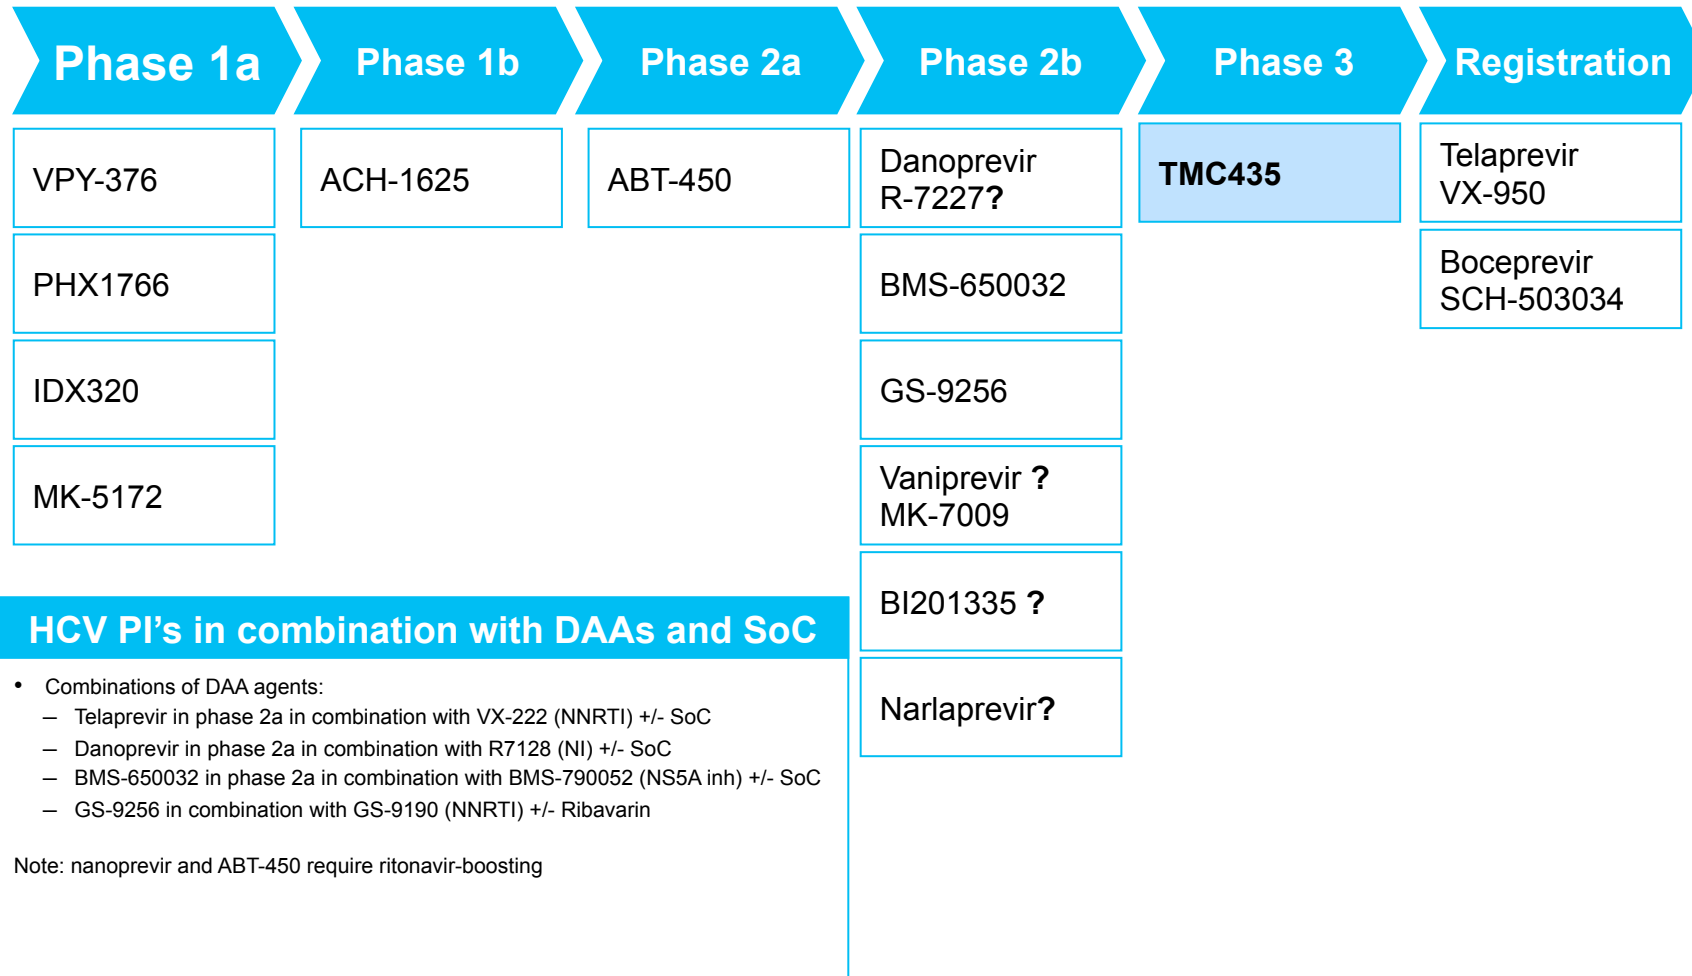 Phase 1a
Phase 1b
Phase 2a
Phase 2b
Phase 3
Registration
VPY-376
PHX1766
IDX320
MK-5172
ACH-1625
ABT-450
Danoprevir
R-7227?
BMS-650032
GS-9256
Vaniprevir ?
MK-7009
BI201335 ?
Narlaprevir?
TMC435
Telaprevir
VX-950
Boceprevir
SCH-503034
HCV PI’s in combination with DAAs and SoC
• Combinations of DAA agents:
– Telaprevir in phase 2a in combination with VX-222 (NNRTI) +/- SoC
– Danoprevir in phase 2a in combination with R7128 (NI) +/- SoC
– BMS-650032 in phase 2a in combination with BMS-790052 (NS5A inh) +/- SoC
– GS-9256 in combination with GS-9190 (NNRTI) +/- Ribavarin
Note: nanoprevir and ABT-450 require ritonavir-boosting